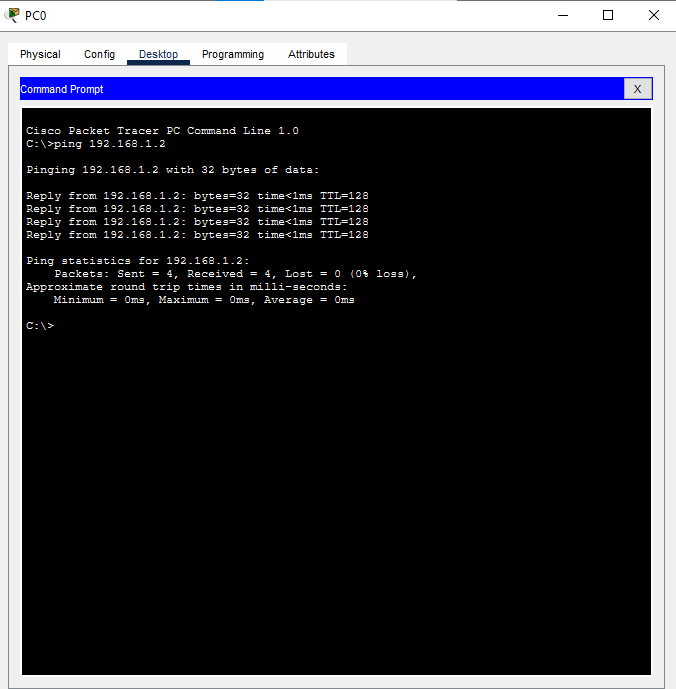 PC0
Physical Config Desktop Programming Attributes
Command Prompt X
Cisco Packet Tracer PC Command Line 1.0
C:\>ping 192.168.1.2
Pinging 192.168.1.2 with 32 bytes of data:
Reply from 192.168.1.2: bytes=32 time<1ms TTL=128
Reply from 192.168.1.2: bytes=32 time<1ms TTL=128
Reply from 192.168.1.2: bytes=32 time<1ms TTL=128
Reply from 192.168.1.2: bytes=32 time<1ms TTL=128
Ping statistics for 192.168.1.2:
Packets: Sent = 4, Received = 4, Lost = 0 (0% loss),
Approximate round trip times in milli-seconds:
Minimum = 0ms, Maximum = 0ms, Average = 0ms
C:\>